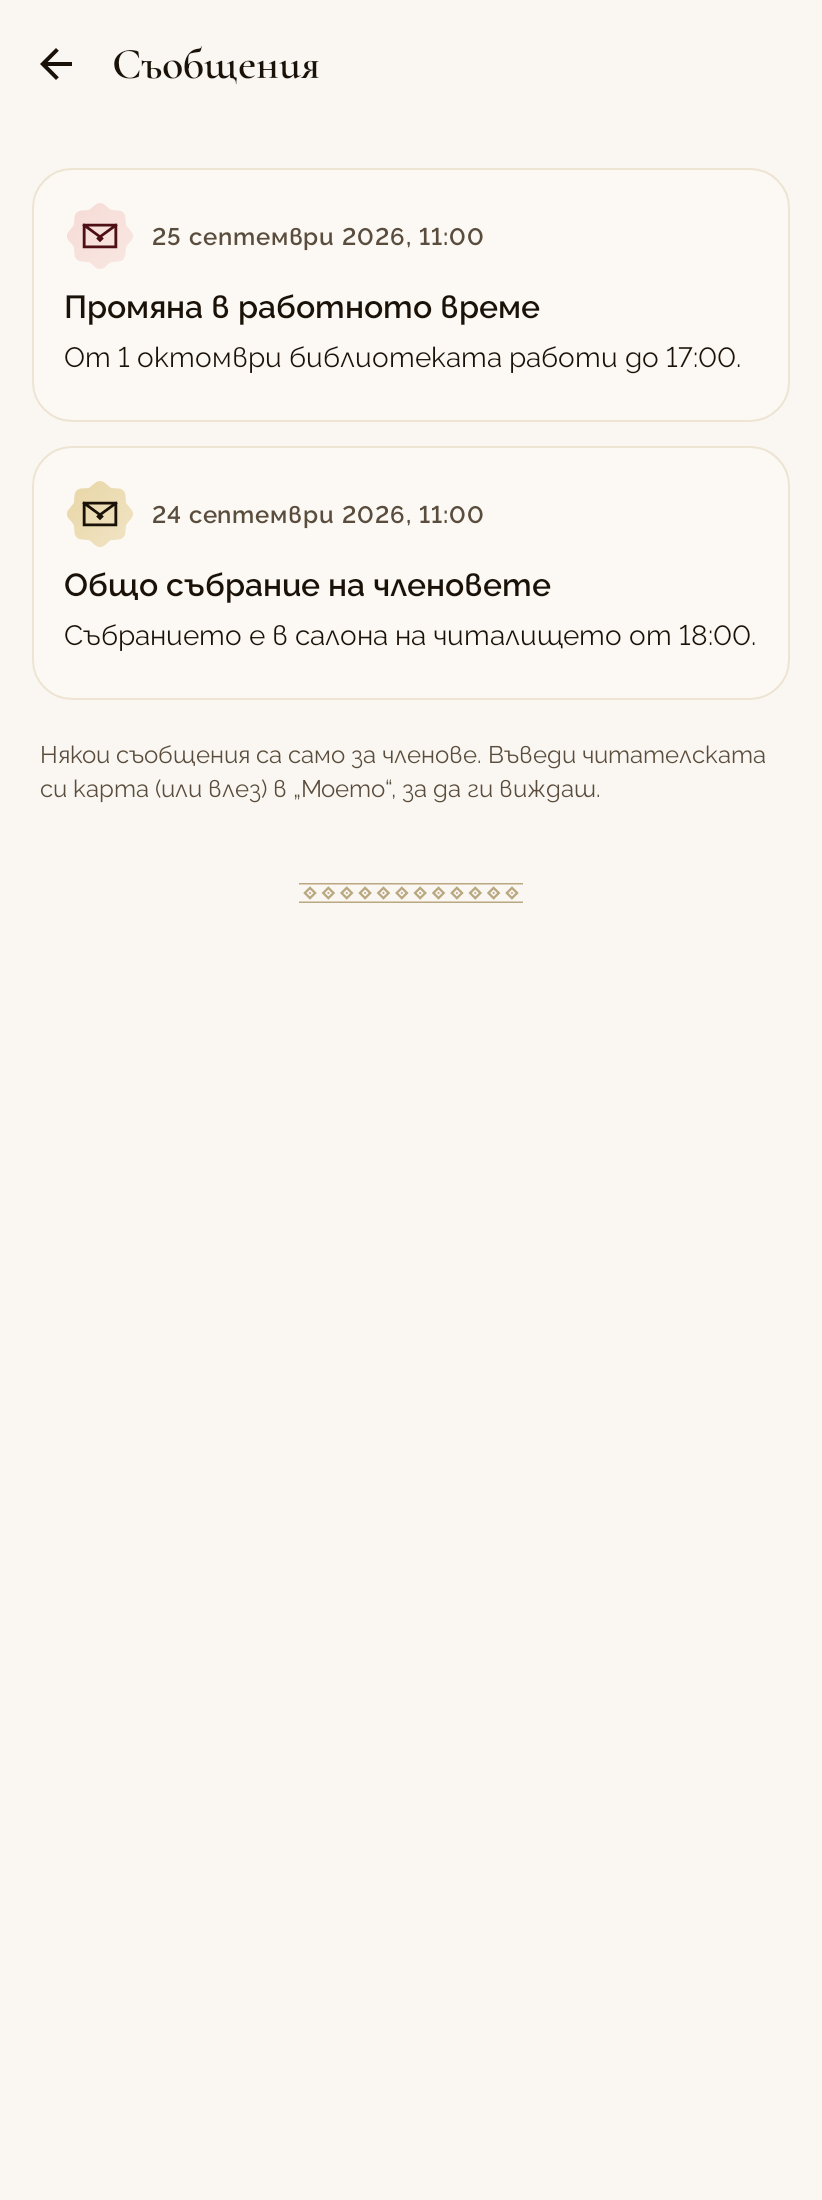 Съобщения
25 септември 2026, 11:00
Промяна в работното време
От 1 октомври библиотеката работи до 17:00.
24 септември 2026, 11:00
Общо събрание на членовете
Събранието е в салона на читалището от 18:00.
Някои съобщения са само за членове. Въведи читателската
си карта (или влез) в „Моето“, за да ги виждаш.